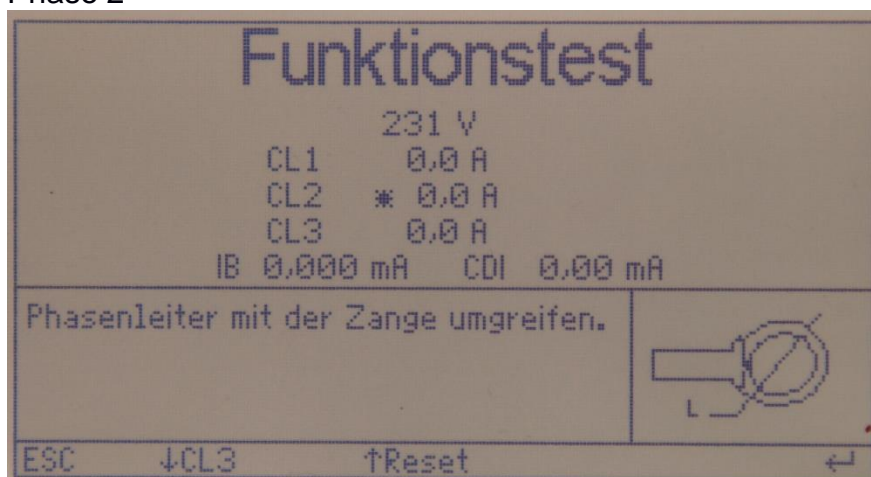 Phase 2
Funktionstest
231 V
CL1 0,0 A
CL2 * 0,0 A
CL3 0,0 A
IB 0,000 mA CDI 0,00 mA
Phasenleiter mit der Zange umgreifen.
L
ESC ↓CL3 ↑Reset ↵